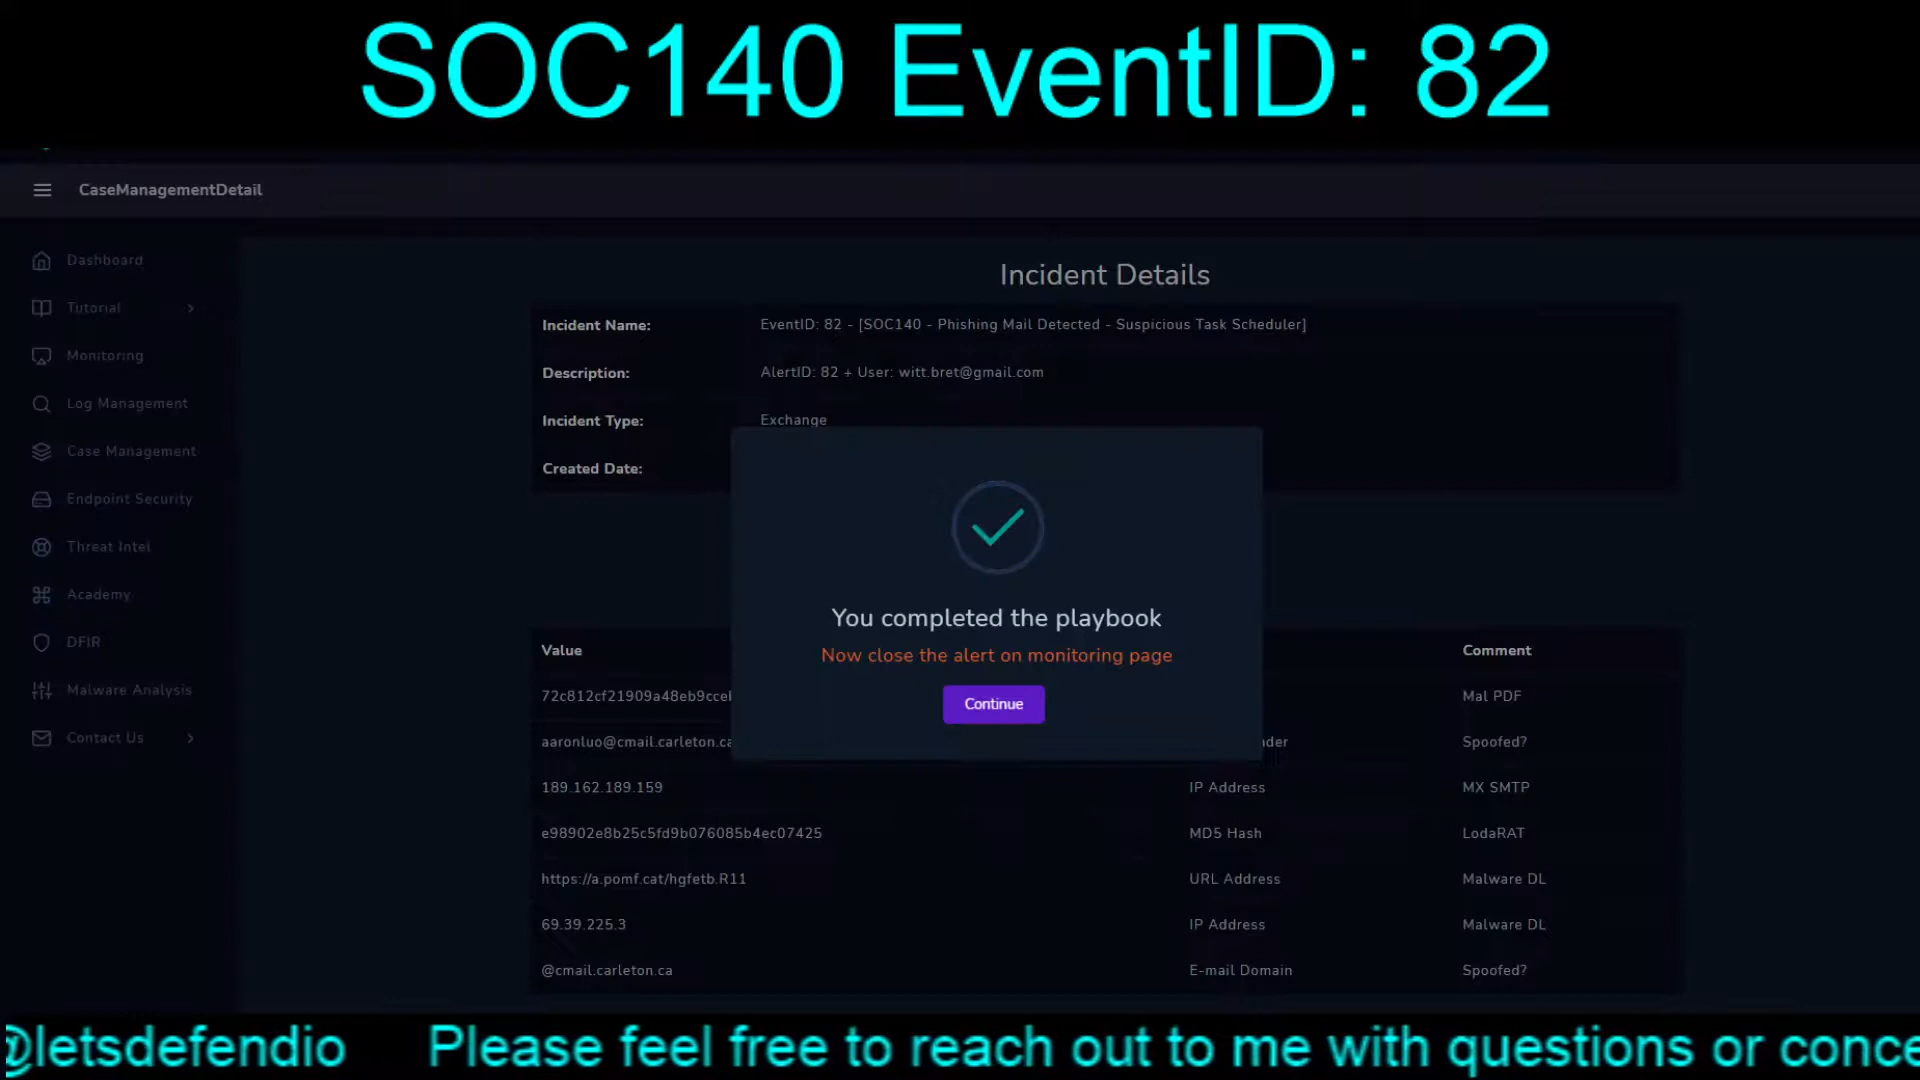 SOC140 EventID: 82
CaseManagementDetail
Dashboard
Tutorial
Monitoring
Log Management
Case Management
Endpoint Security
Threat Intel
Academy
DFIR
Malware Analysis
Contact Us
Incident Details
Incident Name: EventID: 82 - [SOC140 - Phishing Mail Detected - Suspicious Task Scheduler]
Description: AlertID: 82 + User: witt.bret@gmail.com
Incident Type: Exchange
Created Date:
You completed the playbook
Now close the alert on monitoring page
Continue
Value Comment
72c812cf21909a48eb9cceb Mal PDF
aaronluo@cmail.carleton.ca nder Spoofed?
189.162.189.159 IP Address MX SMTP
e98902e8b25c5fd9b076085b4ec07425 MD5 Hash LodaRAT
https://a.pomf.cat/hgfetb.R11 URL Address Malware DL
69.39.225.3 IP Address Malware DL
@cmail.carleton.ca E-mail Domain Spoofed?
@letsdefendio Please feel free to reach out to me with questions or conce